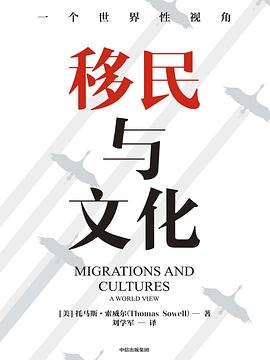 一个世界性视角
移民
与
文化
MIGRATIONS AND
CULTURES
A WORLD VIEW
[美] 托马斯·索威尔(Thomas Sowell) — 著
刘学军 — 译
中信出版集团